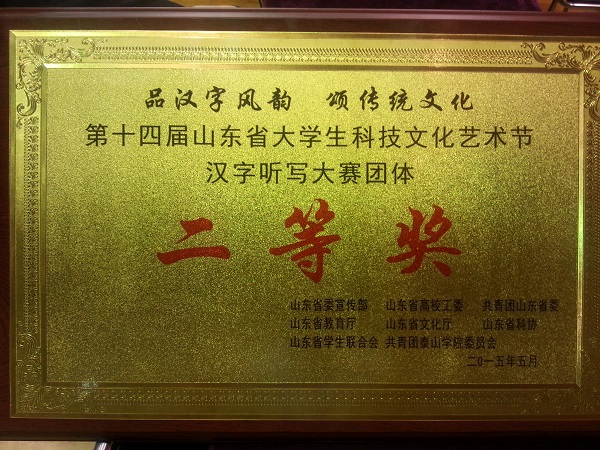 品汉字风韵 颂传统文化
第十四届山东省大学生科技文化艺术节
汉字听写大赛团体
二等奖
山东省委宣传部 山东省高校工委 共青团山东省委
山东省教育厅 山东省文化厅 山东省科协
山东省学生联合会 共青团泰山学院委员会
二0一五年五月